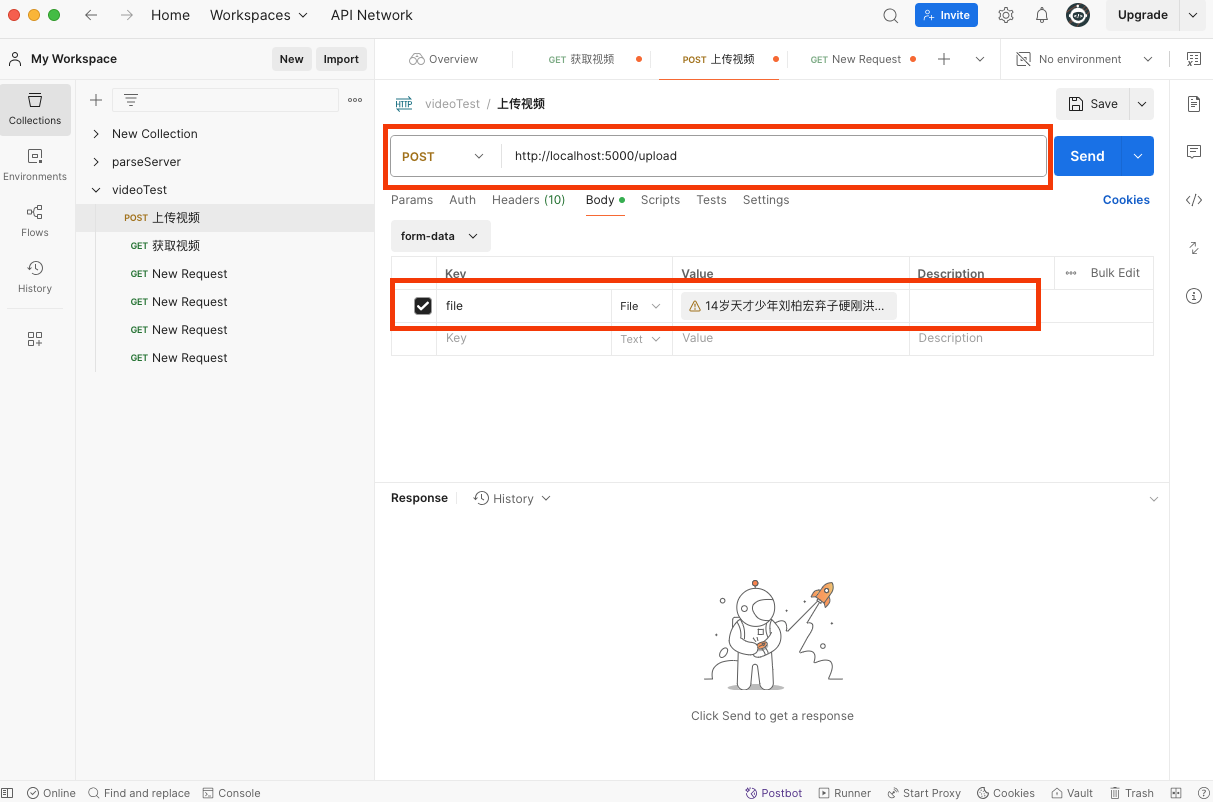 Home Workspaces API Network Invite Upgrade
My Workspace New Import Overview GET 获取视频 POST 上传视频 GET New Request No environment
Collections
Environments
Flows
History
New Collection
parseServer
videoTest
POST 上传视频
GET 获取视频
GET New Request
GET New Request
GET New Request
GET New Request
HTTP videoTest / 上传视频 Save
POST http://localhost:5000/upload Send
Params Auth Headers (10) Body Scripts Tests Settings Cookies
form-data
Key Value Description Bulk Edit
file File 14岁天才少年刘柏宏弃子硬刚洪...
Key Text Value Description
Response History
Click Send to get a response
Online Find and replace Console Postbot Runner Start Proxy Cookies Vault Trash